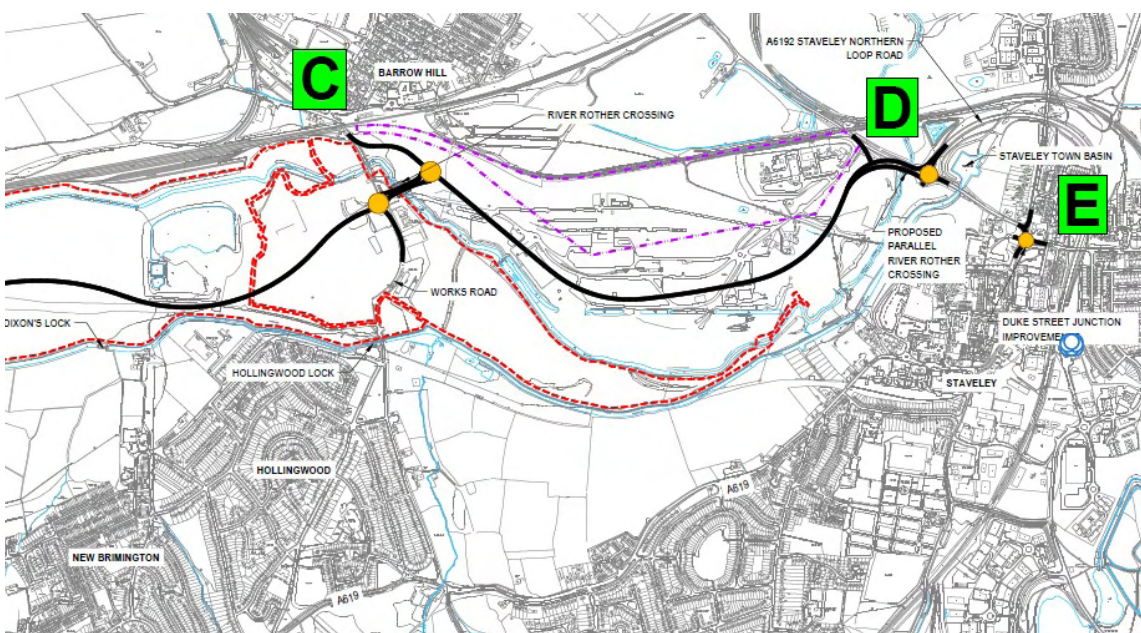 A6192 STAVELEY NORTHERN
LOOP ROAD
C
BARROW HILL
D
RIVER ROTHER CROSSING
STAVELEY TOWN BASIN
E
PROPOSED
PARALLEL
RIVER ROTHER
CROSSING
WORKS ROAD
DIXON'S LOCK
DUKE STREET JUNCTION
HOLLINGWOOD LOCK
STAVELEY
HOLLINGWOOD
A619
NEW BRIMINGTON
A619